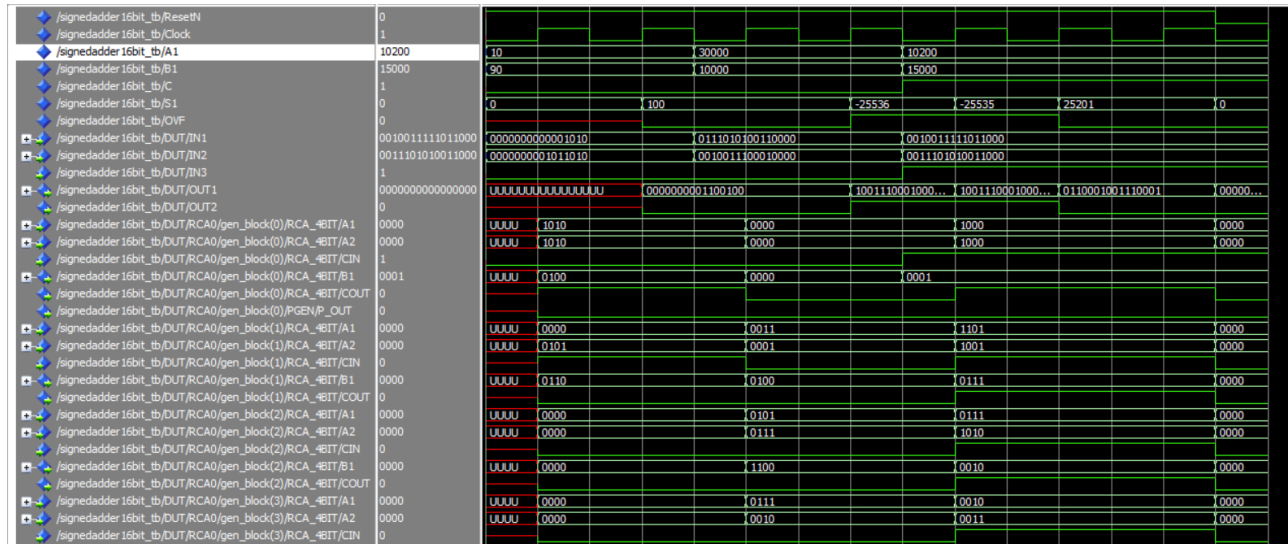 /signedadder16bit_tb/ResetN 0
/signedadder16bit_tb/Clock 1
/signedadder16bit_tb/A1 10200 10 30000 10200
/signedadder16bit_tb/B1 15000 90 10000 15000
/signedadder16bit_tb/C 1
/signedadder16bit_tb/S1 0 0 100 -25536 -25535 25201 0
/signedadder16bit_tb/OVF 0
/signedadder16bit_tb/DUT/IN1 0010011111011000 0000000000001010 0111010100110000 0010011111011000
/signedadder16bit_tb/DUT/IN2 0011101010011000 0000000001011010 0010011100010000 0011101010011000
/signedadder16bit_tb/DUT/IN3 1
/signedadder16bit_tb/DUT/OUT1 0000000000000000 UUUUUUUUUUUUUUUU 0000000001100100 1001110001000... 1001110001000... 0110001001110001 00000...
/signedadder16bit_tb/DUT/OUT2 0
/signedadder16bit_tb/DUT/RCA0/gen_block(0)/RCA_4BIT/A1 0000 UUUU 1010 0000 1000 0000
/signedadder16bit_tb/DUT/RCA0/gen_block(0)/RCA_4BIT/A2 0000 UUUU 1010 0000 1000 0000
/signedadder16bit_tb/DUT/RCA0/gen_block(0)/RCA_4BIT/CIN 1
/signedadder16bit_tb/DUT/RCA0/gen_block(0)/RCA_4BIT/B1 0001 UUUU 0100 0000 0001
/signedadder16bit_tb/DUT/RCA0/gen_block(0)/RCA_4BIT/COUT 0
/signedadder16bit_tb/DUT/RCA0/gen_block(0)/PGEN/P_OUT 0
/signedadder16bit_tb/DUT/RCA0/gen_block(1)/RCA_4BIT/A1 0000 UUUU 0000 0011 1101 0000
/signedadder16bit_tb/DUT/RCA0/gen_block(1)/RCA_4BIT/A2 0000 UUUU 0101 0001 1001 0000
/signedadder16bit_tb/DUT/RCA0/gen_block(1)/RCA_4BIT/CIN 0
/signedadder16bit_tb/DUT/RCA0/gen_block(1)/RCA_4BIT/B1 0000 UUUU 0110 0100 0111 0000
/signedadder16bit_tb/DUT/RCA0/gen_block(1)/RCA_4BIT/COUT 0
/signedadder16bit_tb/DUT/RCA0/gen_block(2)/RCA_4BIT/A1 0000 UUUU 0000 0101 0111 0000
/signedadder16bit_tb/DUT/RCA0/gen_block(2)/RCA_4BIT/A2 0000 UUUU 0000 0111 1010 0000
/signedadder16bit_tb/DUT/RCA0/gen_block(2)/RCA_4BIT/CIN 0
/signedadder16bit_tb/DUT/RCA0/gen_block(2)/RCA_4BIT/B1 0000 UUUU 0000 1100 0010 0000
/signedadder16bit_tb/DUT/RCA0/gen_block(2)/RCA_4BIT/COUT 0
/signedadder16bit_tb/DUT/RCA0/gen_block(3)/RCA_4BIT/A1 0000 UUUU 0000 0111 0010 0000
/signedadder16bit_tb/DUT/RCA0/gen_block(3)/RCA_4BIT/A2 0000 UUUU 0000 0010 0011 0000
/signedadder16bit_tb/DUT/RCA0/gen_block(3)/RCA_4BIT/CIN 0